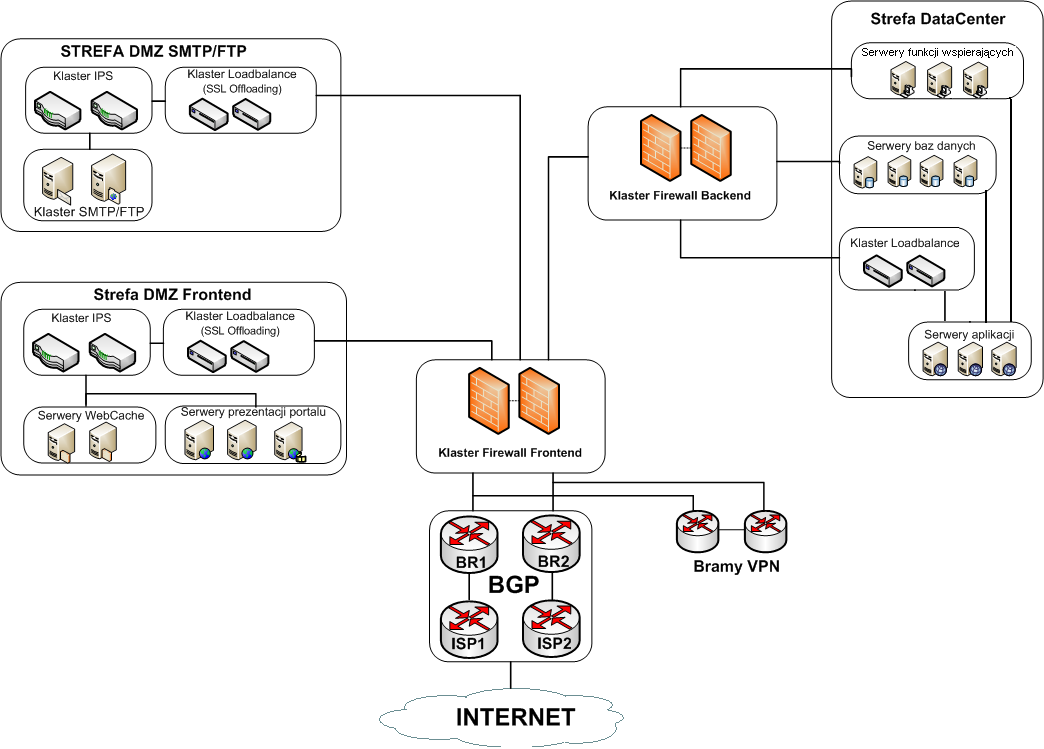 Strefa DataCenter
Serwery funkcji wspierających
STREFA DMZ SMTP/FTP
Klaster IPS
Klaster Loadbalance
(SSL Offloading)
Klaster SMTP/FTP
Klaster Firewall Backend
Serwery baz danych
Klaster Loadbalance
Serwery aplikacji
Strefa DMZ Frontend
Klaster IPS
Klaster Loadbalance
(SSL Offloading)
Serwery WebCache
Serwery prezentacji portalu
Klaster Firewall Frontend
BR1
BR2
BGP
ISP1
ISP2
Bramy VPN
INTERNET